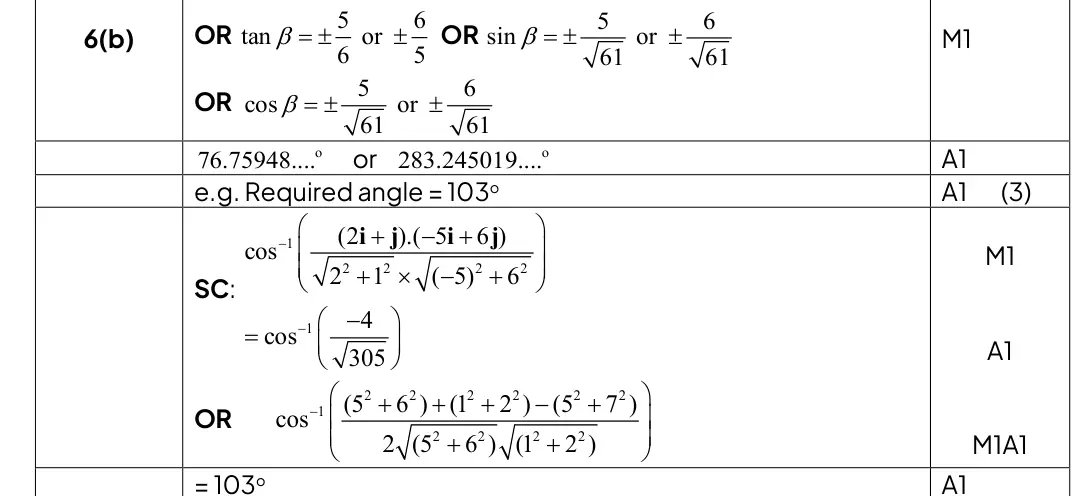 6(b) OR tan β = ± 5/6 or ± 6/5 OR sin β = ± 5/√61 or ± 6/√61 M1
OR cos β = ± 5/√61 or ± 6/√61
76.75948....° or 283.245019....° A1
e.g. Required angle = 103° A1 (3)
SC: cos⁻¹( (2i + j).(−5i + 6j) / (√(2² + 1²) × √((−5)² + 6²)) ) M1
= cos⁻¹( −4 / √305 ) A1
OR cos⁻¹( ((5² + 6²) + (1² + 2²) − (5² + 7²)) / (2√(5² + 6²) √(1² + 2²)) ) M1A1
= 103° A1